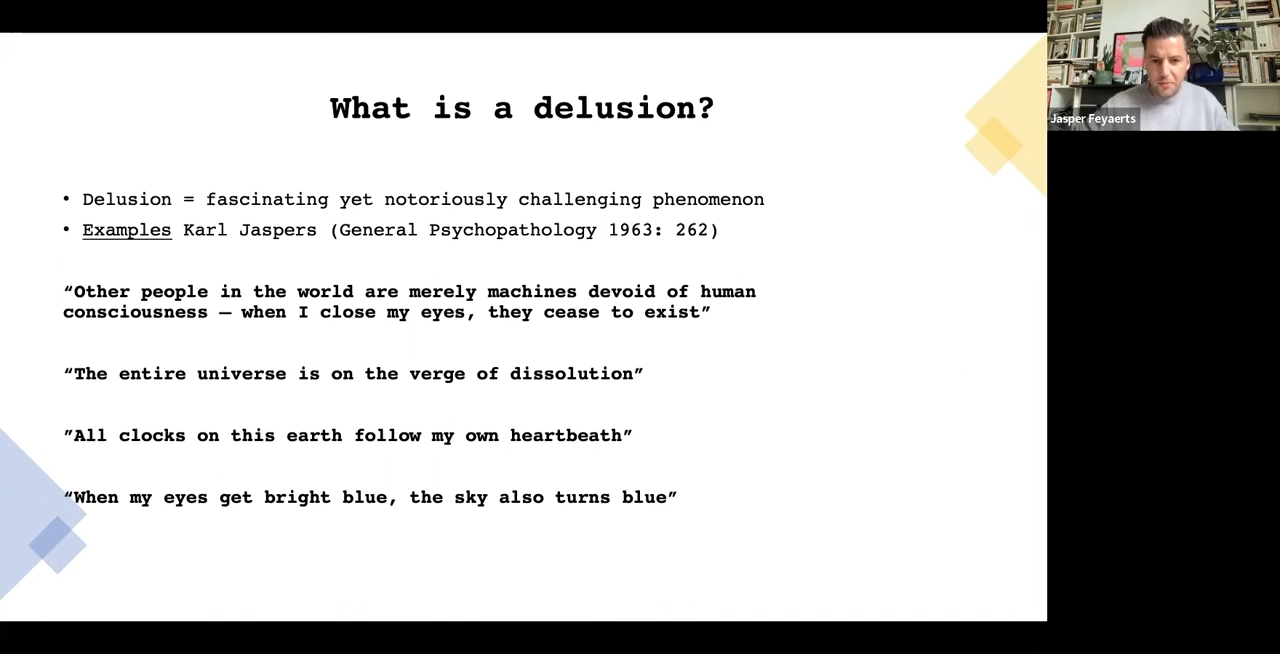 What is a delusion?
• Delusion = fascinating yet notoriously challenging phenomenon
• Examples Karl Jaspers (General Psychopathology 1963: 262)
“Other people in the world are merely machines devoid of human
consciousness – when I close my eyes, they cease to exist”
“The entire universe is on the verge of dissolution”
”All clocks on this earth follow my own heartbeath”
“When my eyes get bright blue, the sky also turns blue”
Jasper Feyaerts